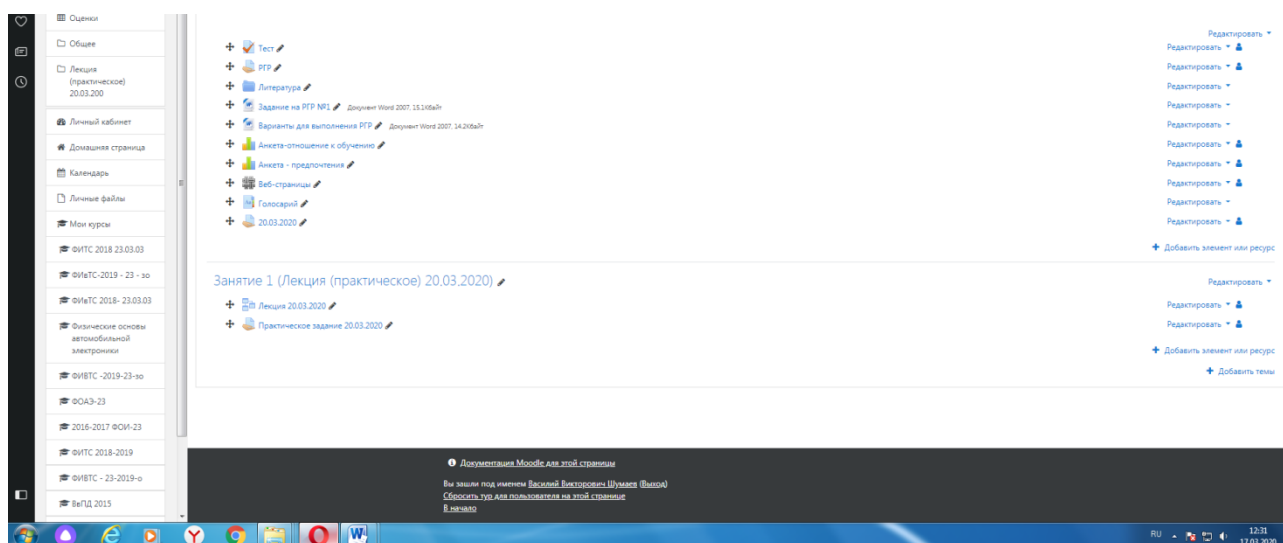 Оценки
Общее
Лекция
(практическое)
20.03.200
Личный кабинет
Домашняя страница
Календарь
Личные файлы
Мои курсы
ФИТС 2018 23.03.03
ФИвТС-2019 - 23 - зо
ФИвТС 2018- 23.03.03
Физические основы
автомобильной
электроники
ФИВТС -2019-23-зо
ФОАЭ-23
2016-2017 ФОИ-23
ФИТС 2018-2019
ФИВТС - 23-2019-о
ВвПД 2015
Редактировать
Тест Редактировать
РГР Редактировать
Литература Редактировать
Задание на РГР №1 Документ Word 2007, 15.1Кбайт Редактировать
Варианты для выполнения РГР Документ Word 2007, 14.2Кбайт Редактировать
Анкета-отношение к обучению Редактировать
Анкета - предпочтения Редактировать
Веб-страницы Редактировать
Голосарий Редактировать
20.03.2020 Редактировать
Добавить элемент или ресурс
Занятие 1 (Лекция (практическое) 20.03.2020) Редактировать
Лекция 20.03.2020 Редактировать
Практическое задание 20.03.2020 Редактировать
Добавить элемент или ресурс
Добавить темы
Документация Moodle для этой страницы
Вы зашли под именем Василий Викторович Шумаев (Выход)
Сбросить тур для пользователя на этой странице
В начало
RU 12:31
17.03.2020